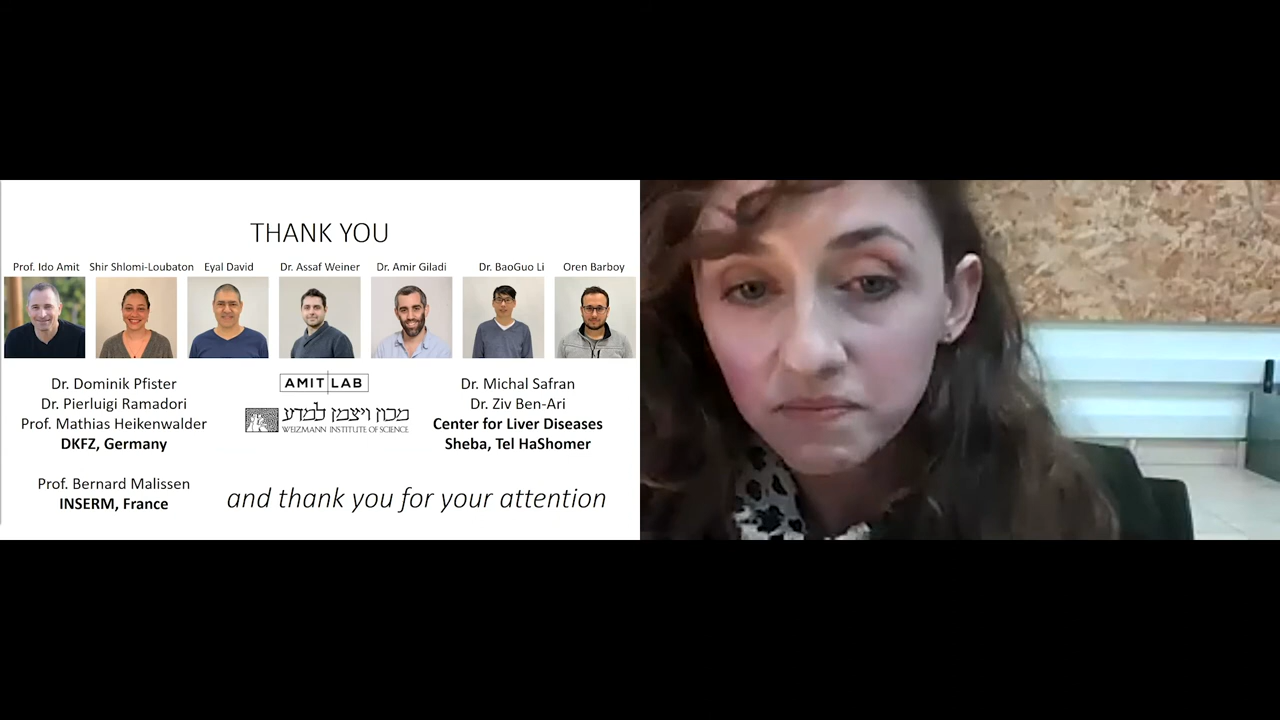 THANK YOU
Prof. Ido Amit
Shir Shlomi-Loubaton
Eyal David
Dr. Assaf Weiner
Dr. Amir Giladi
Dr. BaoGuo Li
Oren Barboy
Dr. Dominik Pfister
Dr. Pierluigi Ramadori
Prof. Mathias Heikenwalder
DKFZ, Germany
Prof. Bernard Malissen
INSERM, France
AMIT LAB
מכון ויצמן למדע
WEIZMANN INSTITUTE OF SCIENCE
Dr. Michal Safran
Dr. Ziv Ben-Ari
Center for Liver Diseases
Sheba, Tel HaShomer
and thank you for your attention